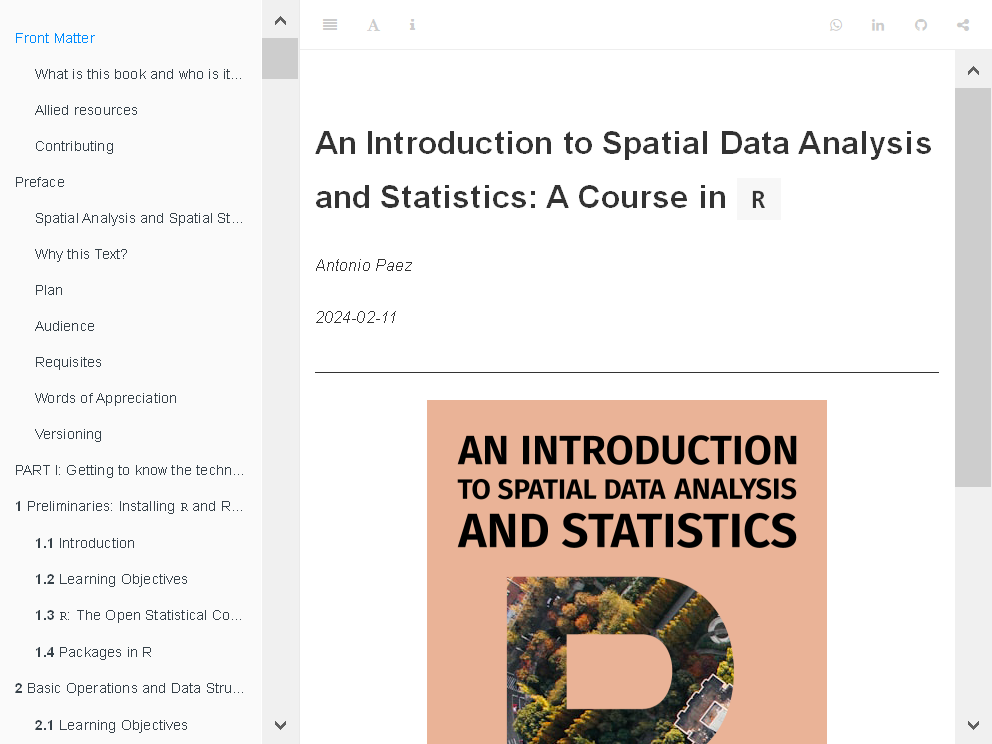 Front Matter
What is this book and who is it…
Allied resources
Contributing
Preface
Spatial Analysis and Spatial St…
Why this Text?
Plan
Audience
Requisites
Words of Appreciation
Versioning
PART I: Getting to know the techn…
1 Preliminaries: Installing R and R…
1.1 Introduction
1.2 Learning Objectives
1.3 R: The Open Statistical Co…
1.4 Packages in R
2 Basic Operations and Data Stru…
2.1 Learning Objectives
An Introduction to Spatial Data Analysis
and Statistics: A Course in R
Antonio Paez
2024-02-11
AN INTRODUCTION
TO SPATIAL DATA ANALYSIS
AND STATISTICS